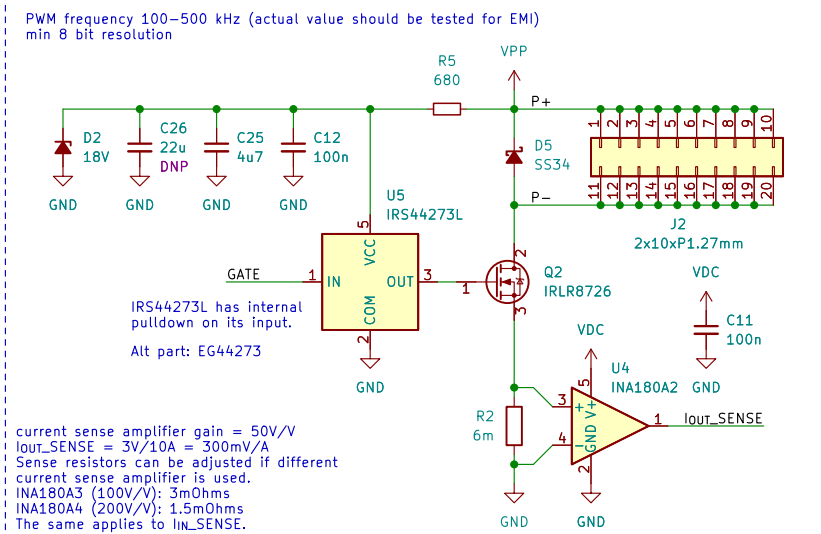 PWM frequency 100-500 kHz (actual value should be tested for EMI)
min 8 bit resolution
VPP
R5
680
P+
1 2 3 4 5 6 7 8 9 10
D2
18V
C26
22u
DNP
C25
4u7
C12
100n
D5
SS34
GND
GND
GND
GND
11 12 13 14 15 16 17 18 19 20
P-
J2
2x10xP1.27mm
U5
IRS44273L
5
VCC
GATE
1
IN
OUT
3
COM
2
GND
2
1
3
Q2
IRLR8726
VDC
C11
100n
GND
IRS44273L has internal
pulldown on its input.
Alt part: EG44273
VDC
U4
INA180A2
5
V+
3
+
4
-
GND
2
1
IOUT_SENSE
R2
6m
GND
GND
current sense amplifier gain = 50V/V
IOUT_SENSE = 3V/10A = 300mV/A
Sense resistors can be adjusted if different
current sense amplifier is used.
INA180A3 (100V/V): 3mOhms
INA180A4 (200V/V): 1.5mOhms
The same applies to IIN_SENSE.